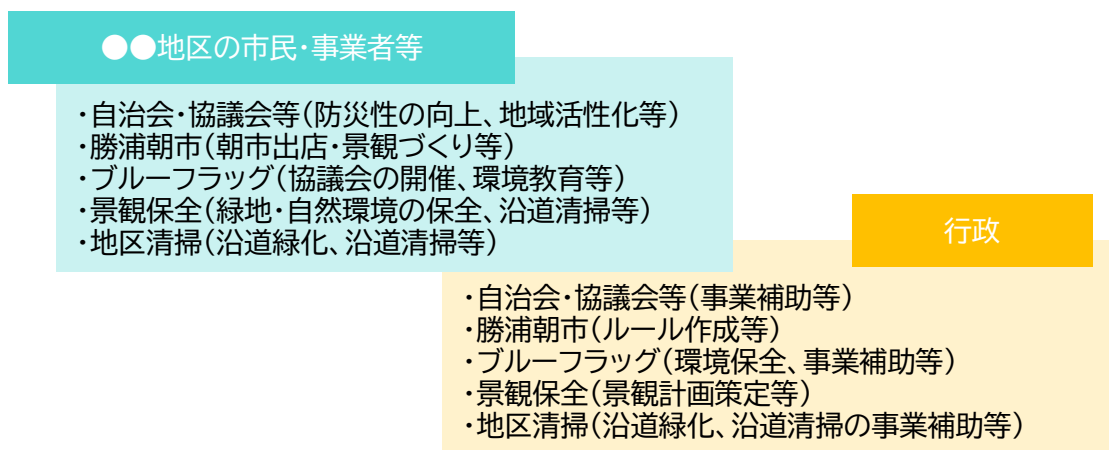 ●●地区の市民・事業者等
・自治会・協議会等(防災性の向上、地域活性化等)
・勝浦朝市(朝市出店・景観づくり等)
・ブルーフラッグ(協議会の開催、環境教育等)
・景観保全(緑地・自然環境の保全、沿道清掃等)
・地区清掃(沿道緑化、沿道清掃等)
行政
・自治会・協議会等(事業補助等)
・勝浦朝市(ルール作成等)
・ブルーフラッグ(環境保全、事業補助等)
・景観保全(景観計画策定等)
・地区清掃(沿道緑化、沿道清掃の事業補助等)